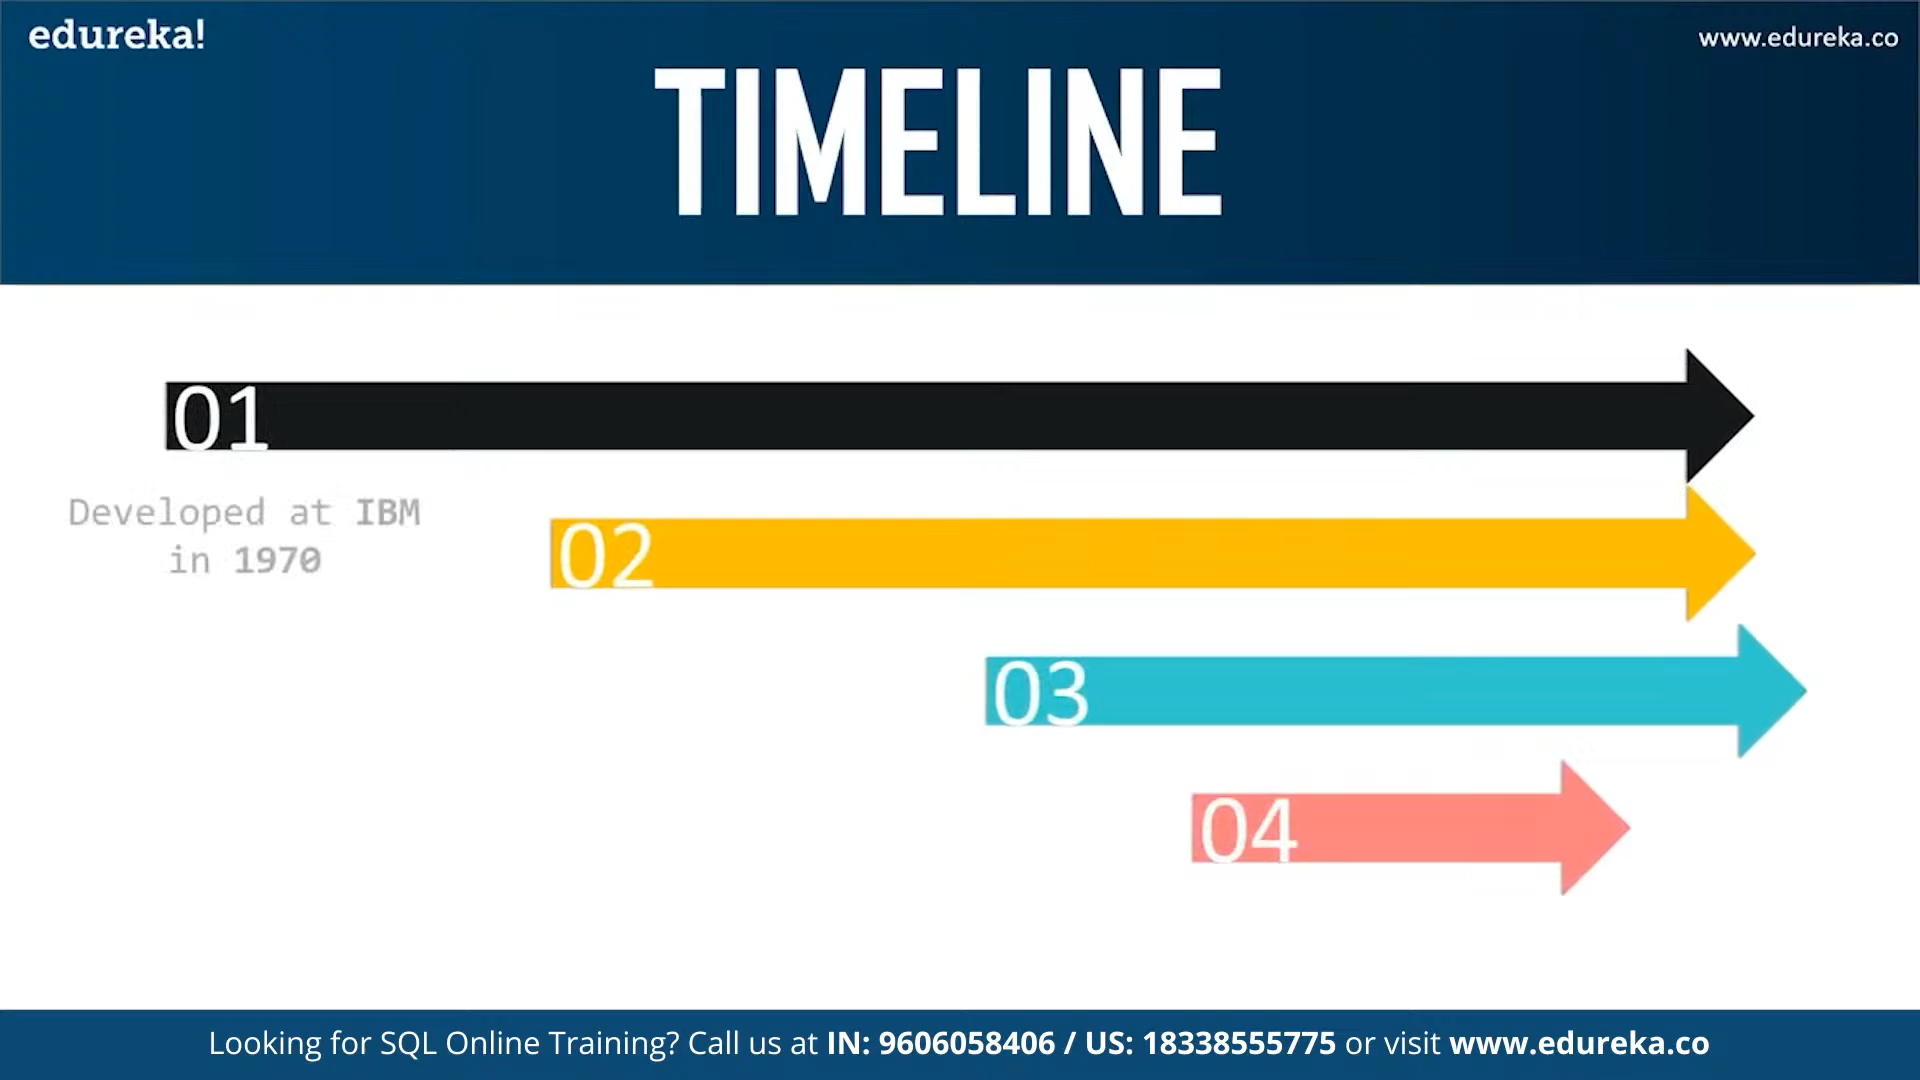 edureka!
www.edureka.co
TIMELINE
01
Developed at IBM
in 1970
02
03
04
Looking for SQL Online Training? Call us at IN: 9606058406 / US: 18338555775 or visit www.edureka.co